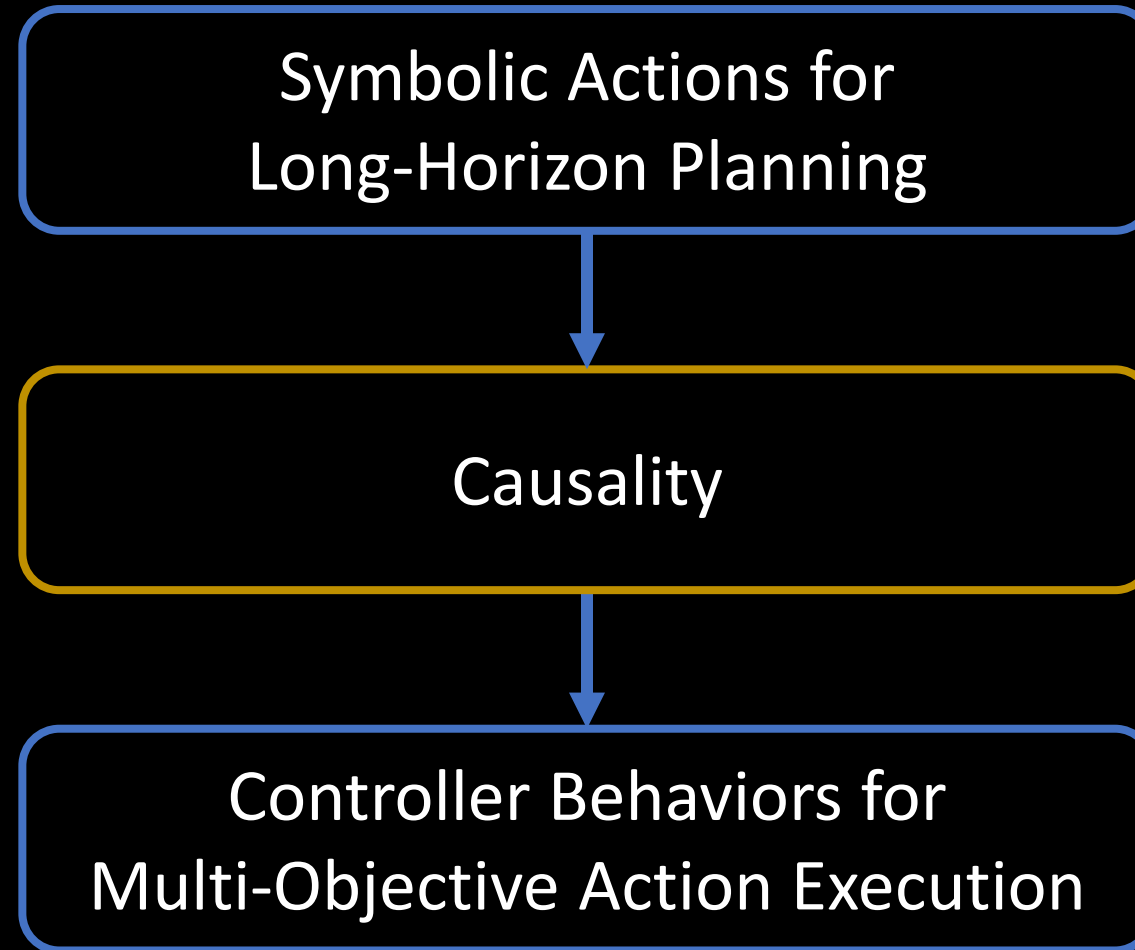 Symbolic Actions for
Long-Horizon Planning
Causality
Controller Behaviors for
Multi-Objective Action Execution